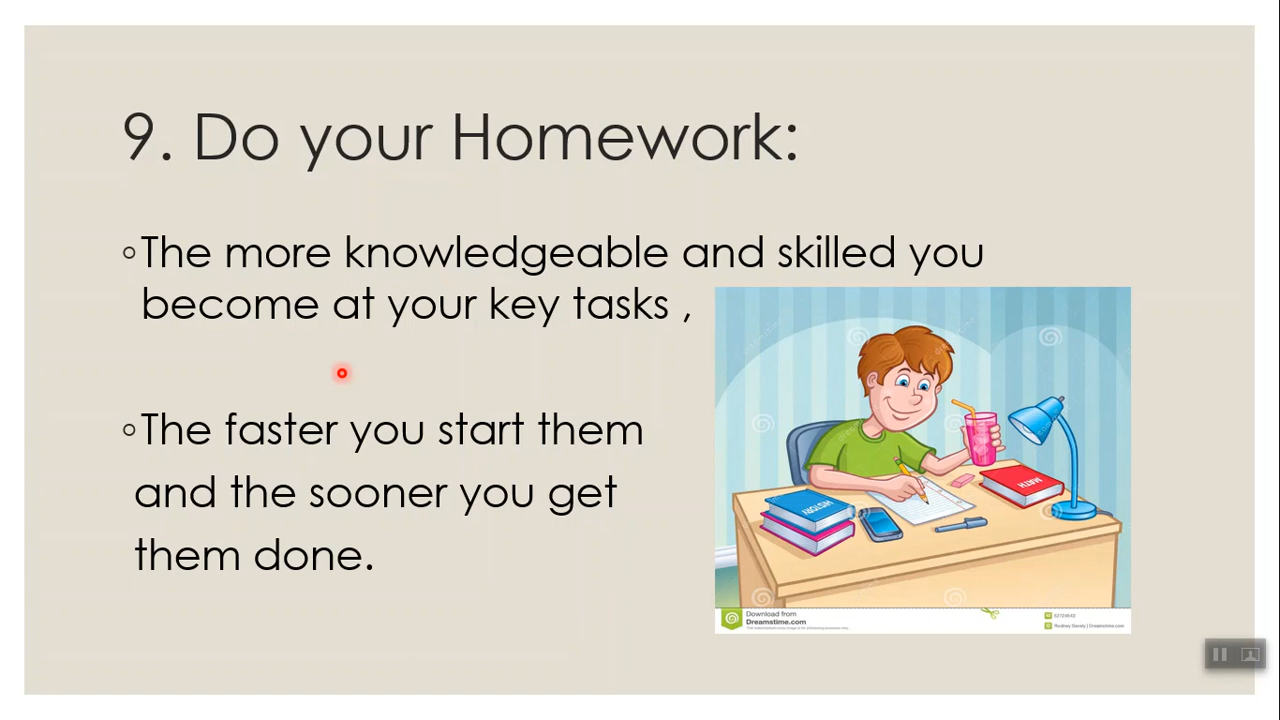 9. Do your Homework:
◦The more knowledgeable and skilled you
become at your key tasks ,
◦The faster you start them
and the sooner you get
them done.
MATH
Download from
Dreamstime.com